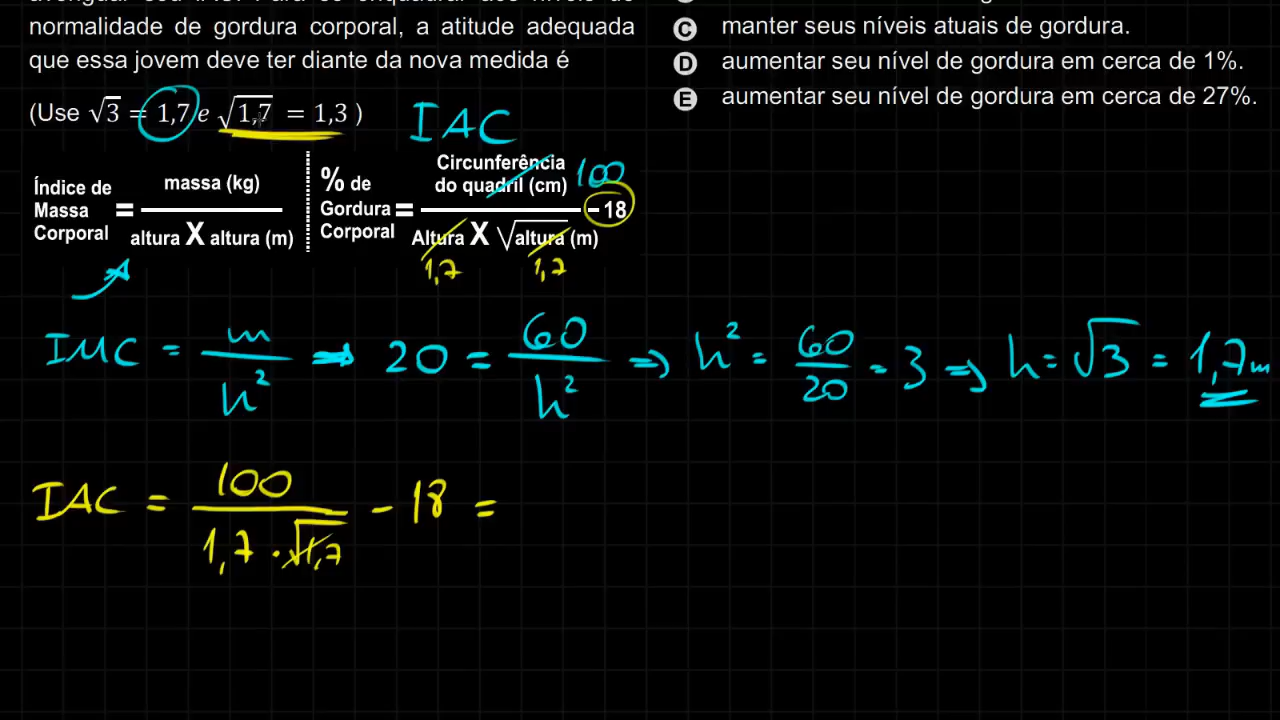 normalidade de gordura corporal, a atitude adequada
que essa jovem deve ter diante da nova medida é
(Use √3 = 1,7 e √1,7 = 1,3 )
IAC
C manter seus níveis atuais de gordura.
D aumentar seu nível de gordura em cerca de 1%.
E aumentar seu nível de gordura em cerca de 27%.
Índice de Massa Corporal = massa (kg) / altura X altura (m)
% de Gordura Corporal = Circunferência do quadril (cm) / Altura X √altura (m) - 18
100
1,7 1,7
IMC = m/h² ⇒ 20 = 60/h² ⇒ h² = 60/20 = 3 ⇒ h = √3 = 1,7m
IAC = 100/1,7 · √1,7 - 18 =